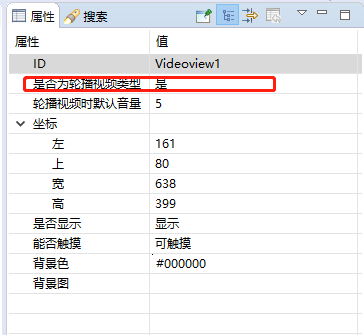 属性 搜索
属性 值
ID Videoview1
是否为轮播视频类型 是
轮播视频时默认音量 5
坐标
左 161
上 80
宽 638
高 399
是否显示 显示
能否触摸 可触摸
背景色 #000000
背景图